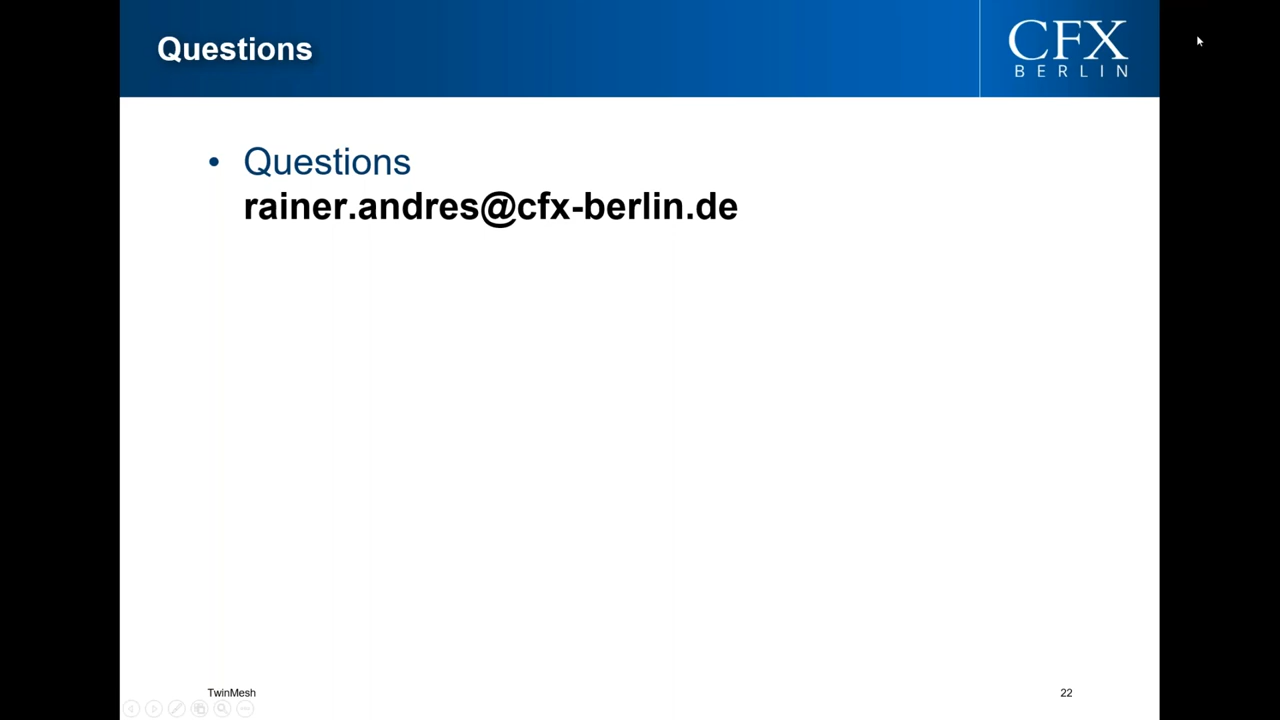 Questions
CFX
BERLIN
• Questions
rainer.andres@cfx-berlin.de
TwinMesh
22